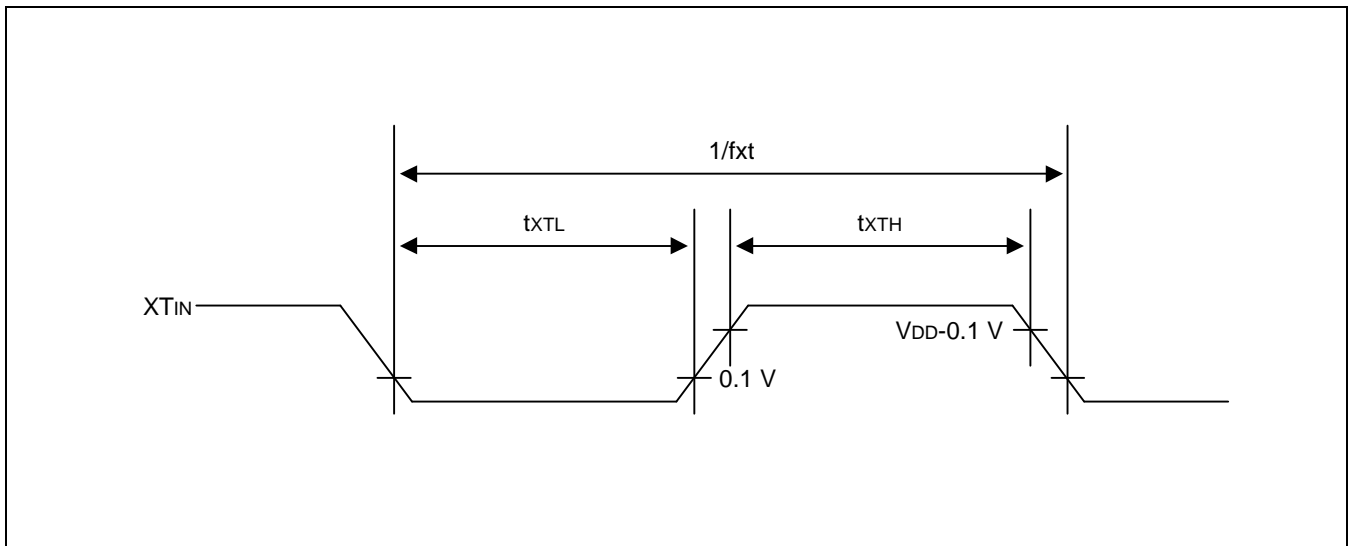 1/fxt
tXTL
tXTH
XTIN
VDD-0.1 V
0.1 V